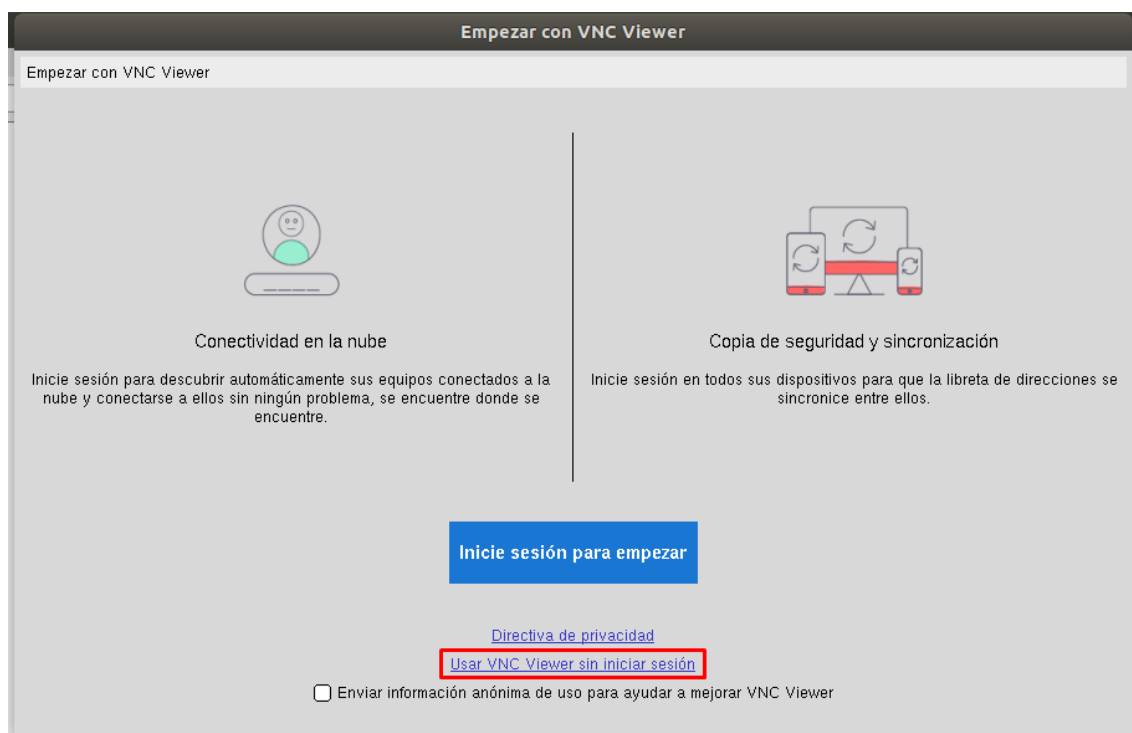 Empezar con VNC Viewer
Empezar con VNC Viewer
Conectividad en la nube
Inicie sesión para descubrir automáticamente sus equipos conectados a la
nube y conectarse a ellos sin ningún problema, se encuentre donde se
encuentre.
Copia de seguridad y sincronización
Inicie sesión en todos sus dispositivos para que la libreta de direcciones se
sincronice entre ellos.
Inicie sesión para empezar
Directiva de privacidad
Usar VNC Viewer sin iniciar sesión
Enviar información anónima de uso para ayudar a mejorar VNC Viewer